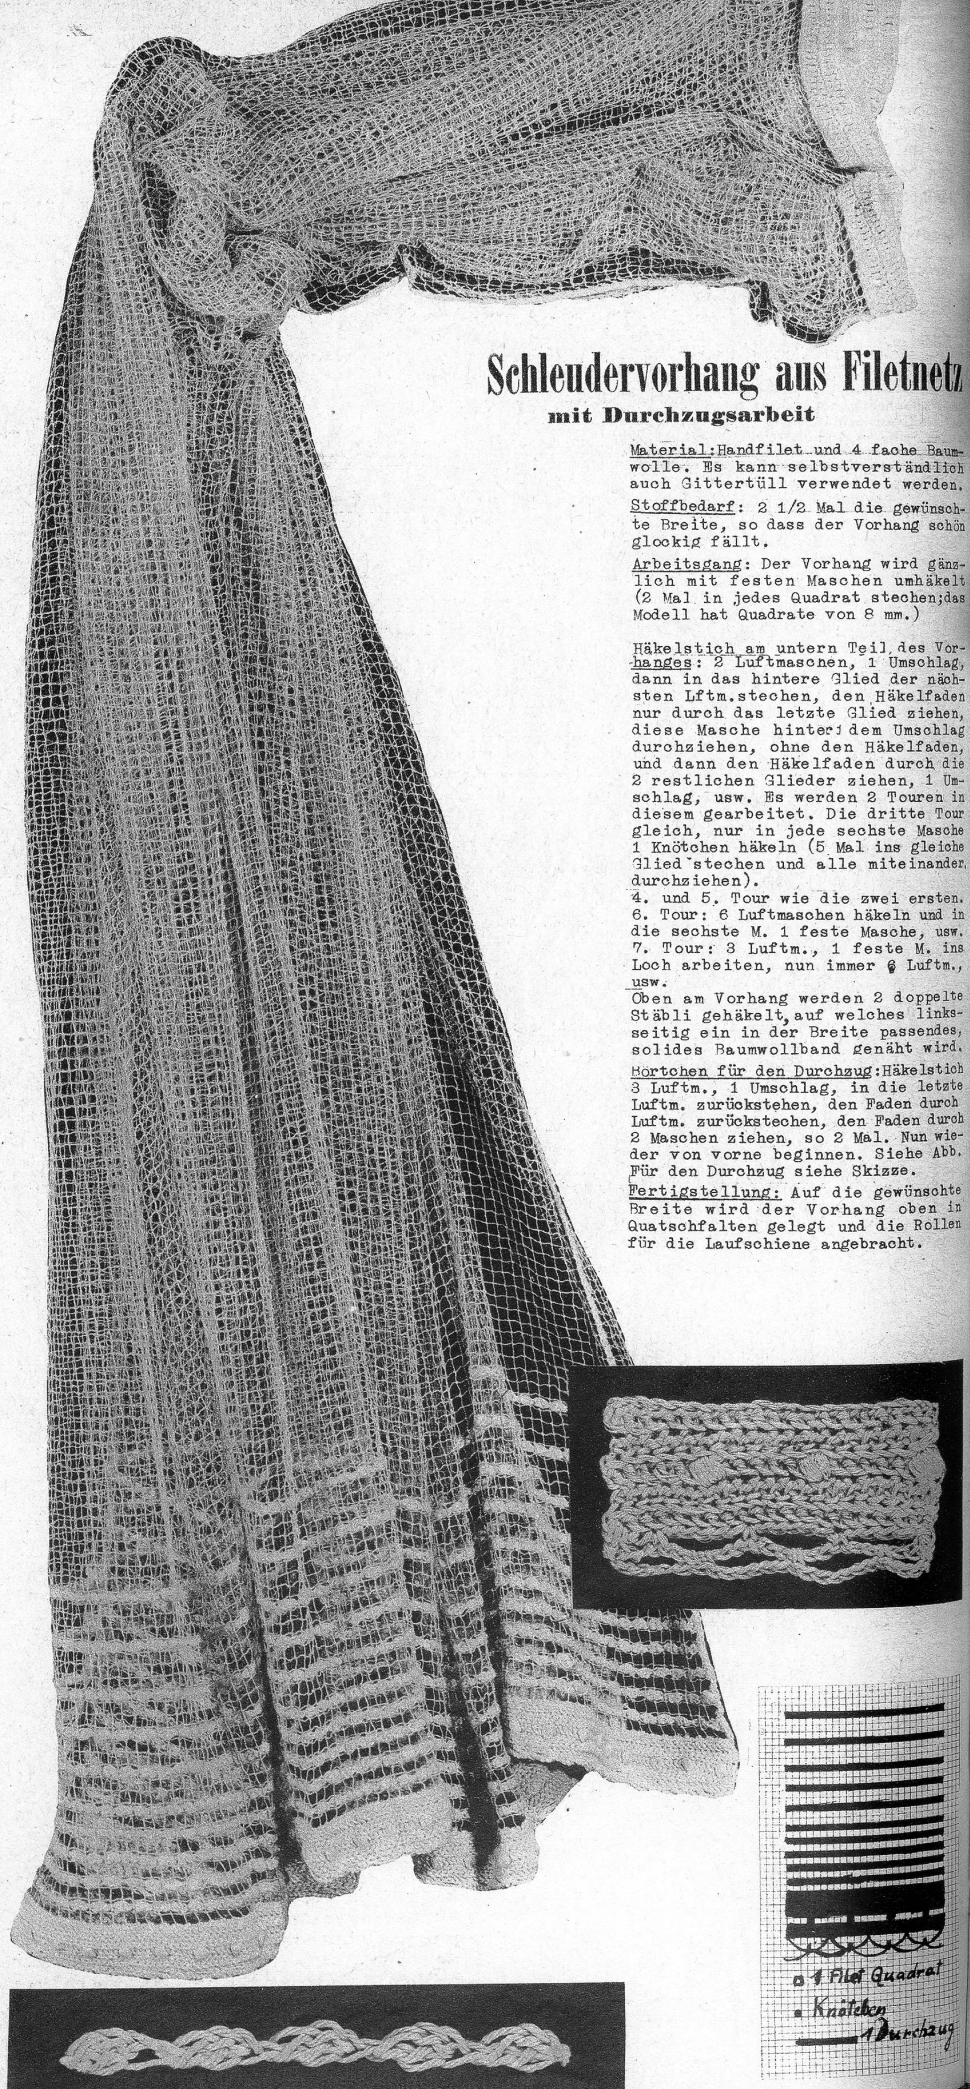 Schleudervorhang aus Filetnetz
mit Durchzugsarbeit
Material:Handfilet und 4 fache Baum-
wolle. Es kann selbstverständlich
auch Gittertüll verwendet werden.
Stoffbedarf: 2 1/2 Mal die gewünsch-
te Breite, so dass der Vorhang schön
glockig fällt.
Arbeitsgang: Der Vorhang wird gänz-
lich mit festen Maschen umhäkelt
(2 Mal in jedes Quadrat stechen;das
Modell hat Quadrate von 8 mm.)
Häkelstich am untern Teil des Vor-
hanges: 2 Luftmaschen, 1 Umschlag,
dann in das hintere Glied der näch-
sten Lftm.stechen, den Häkelfaden
nur durch das letzte Glied ziehen,
diese Masche hinter dem Umschlag
durchziehen, ohne den Häkelfaden,
und dann den Häkelfaden durch die
2 restlichen Glieder ziehen, 1 Um-
schlag, usw. Es werden 2 Touren in
diesem gearbeitet. Die dritte Tour
gleich, nur in jede sechste Masche
1 Knötchen häkeln (5 Mal ins gleiche
Glied stechen und alle miteinander
durchziehen).
4. und 5. Tour wie die zwei ersten.
6. Tour: 6 Luftmaschen häkeln und in
die sechste M. 1 feste Masche, usw.
7. Tour: 3 Luftm., 1 feste M. ins
Loch arbeiten, nun immer 6 Luftm.,
usw.
Oben am Vorhang werden 2 doppelte
Stäbli gehäkelt, auf welches links-
seitig ein in der Breite passendes,
solides Baumwollband genäht wird.
Börtchen für den Durchzug:Häkelstich
3 Luftm., 1 Umschlag, in die letzte
Luftm. zurückstehen, den Faden durch
Luftm. zurückstechen, den Faden durch
2 Maschen ziehen, so 2 Mal. Nun wie-
der von vorne beginnen. Siehe Abb.
Für den Durchzug siehe Skizze.
Fertigstellung: Auf die gewünschte
Breite wird der Vorhang oben in
Quatschfalten gelegt und die Rollen
für die Laufschiene angebracht.
1 Filet Quadrat
Knötchen
1 Durchzug